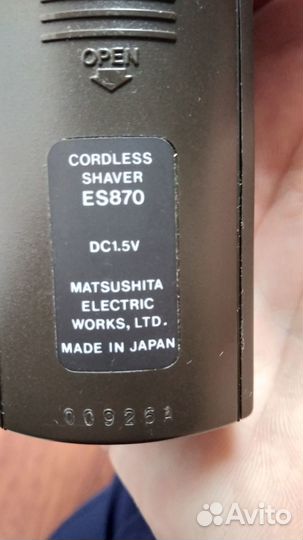 OPEN
CORDLESS
SHAVER
ES870
DC1.5V
MATSUSHITA
ELECTRIC
WORKS, LTD.
MADE IN JAPAN
Avito